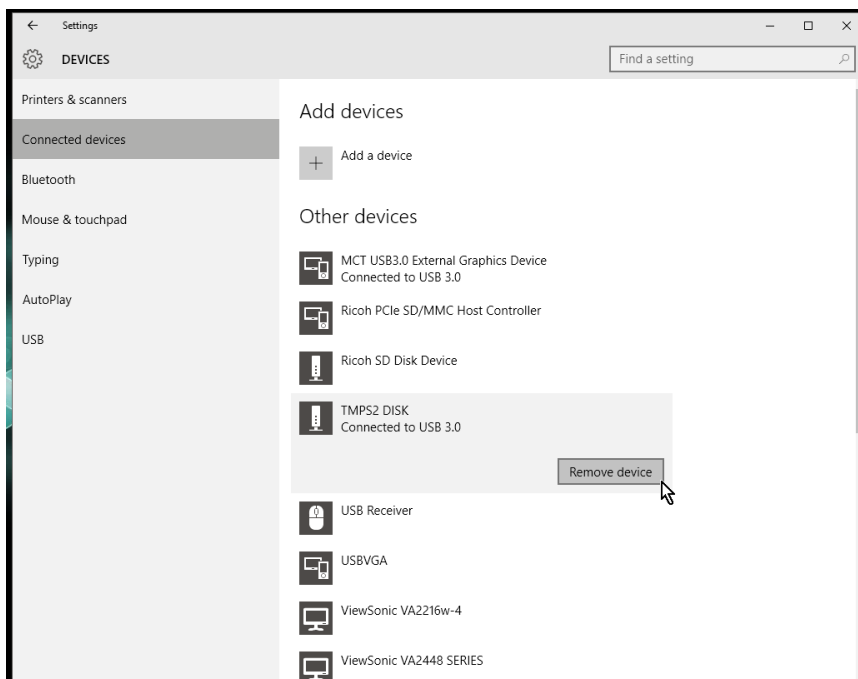 Settings
DEVICES
Find a setting
Printers & scanners
Connected devices
Bluetooth
Mouse & touchpad
Typing
AutoPlay
USB
Add devices
Add a device
Other devices
MCT USB3.0 External Graphics Device
Connected to USB 3.0
Ricoh PCIe SD/MMC Host Controller
Ricoh SD Disk Device
TMPS2 DISK
Connected to USB 3.0
Remove device
USB Receiver
USBVGA
ViewSonic VA2216w-4
ViewSonic VA2448 SERIES